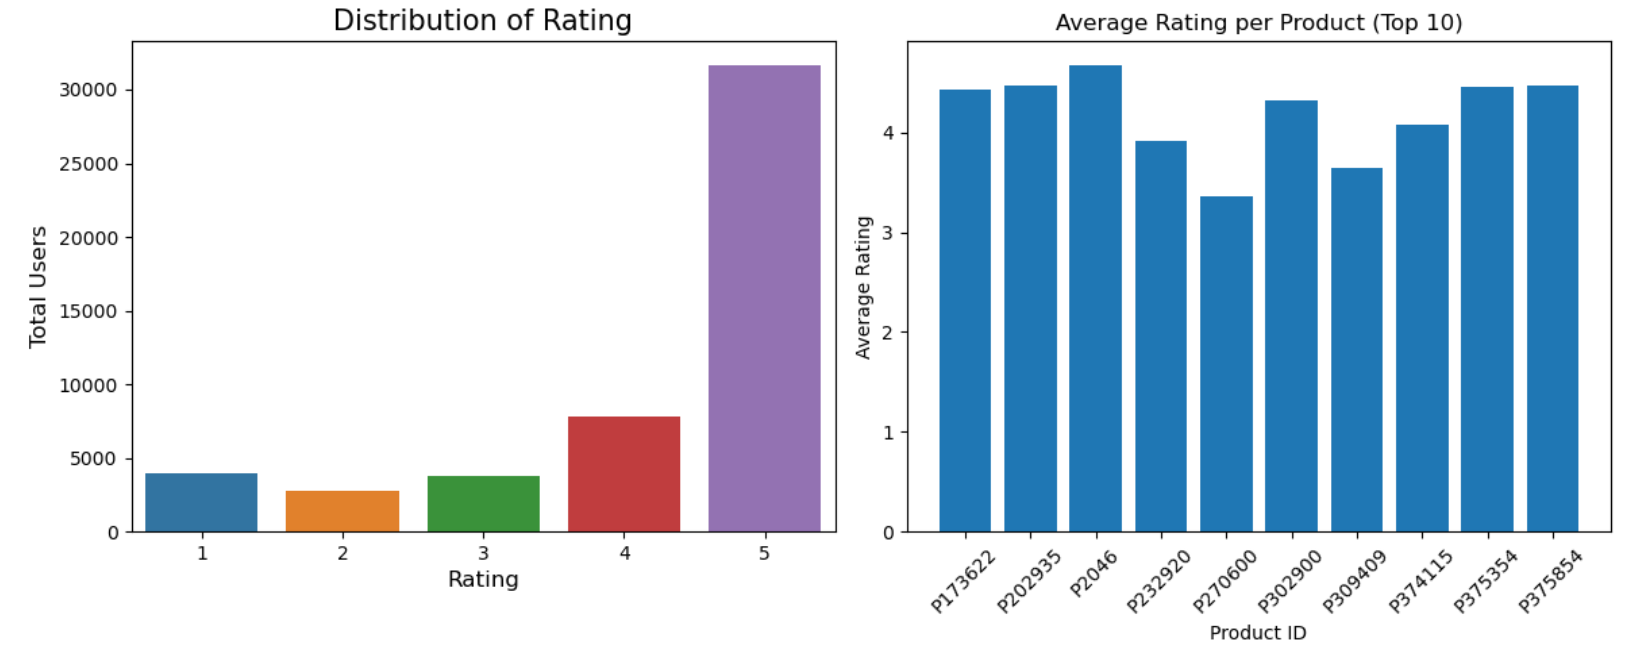 Distribution of Rating
Total Users
30000
25000
20000
15000
10000
5000
0
1 2 3 4 5
Rating
Average Rating per Product (Top 10)
Average Rating
4
3
2
1
0
P173622 P202935 P2046 P232920 P270600 P302900 P309409 P374115 P375354 P375854
Product ID